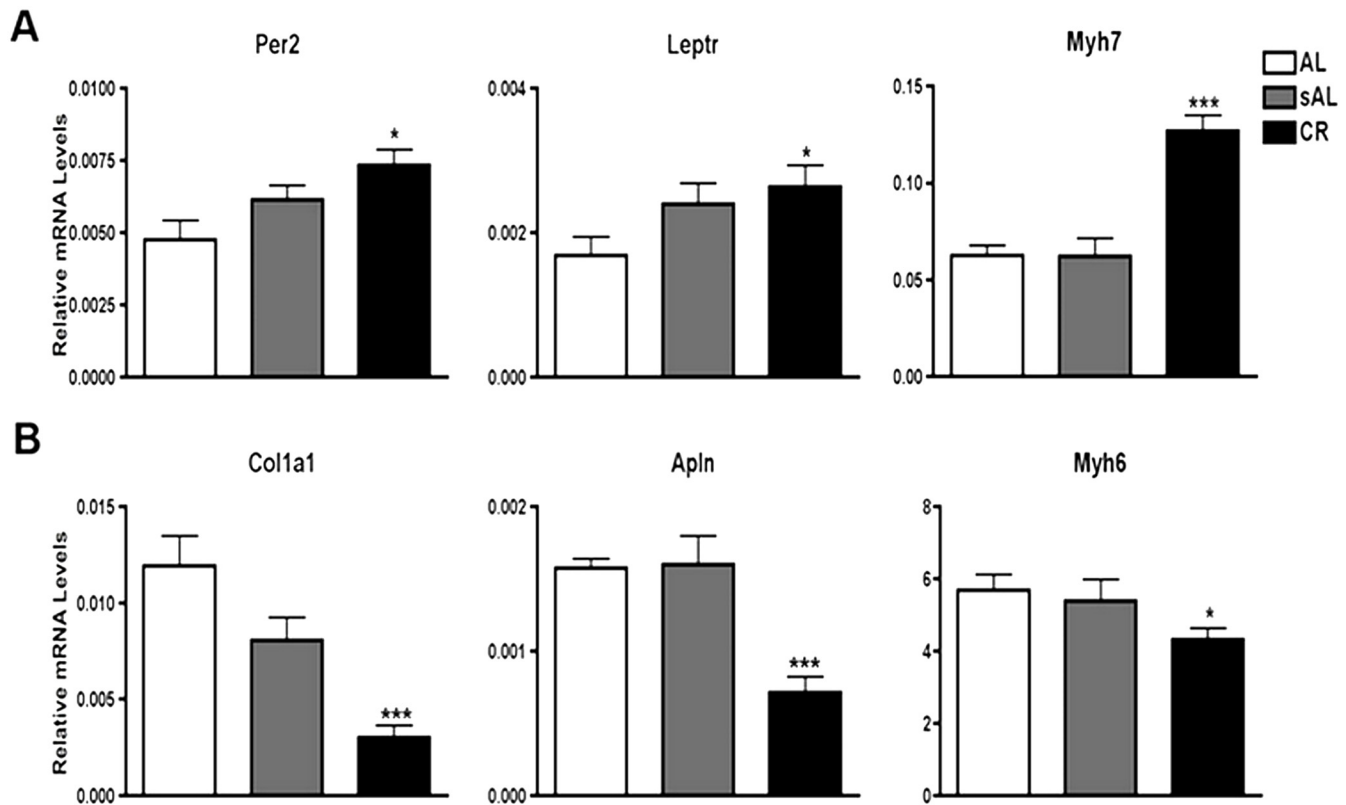 A
Per2
Leptr
Myh7
AL
sAL
CR
Relative mRNA Levels
0.0100
0.0075
0.0050
0.0025
0.0000
*
0.004
0.002
0.000
*
0.15
0.10
0.05
0.00
***
B
Col1a1
Apln
Myh6
Relative mRNA Levels
0.015
0.010
0.005
0.000
***
0.002
0.001
0.000
***
8
6
4
2
0
*